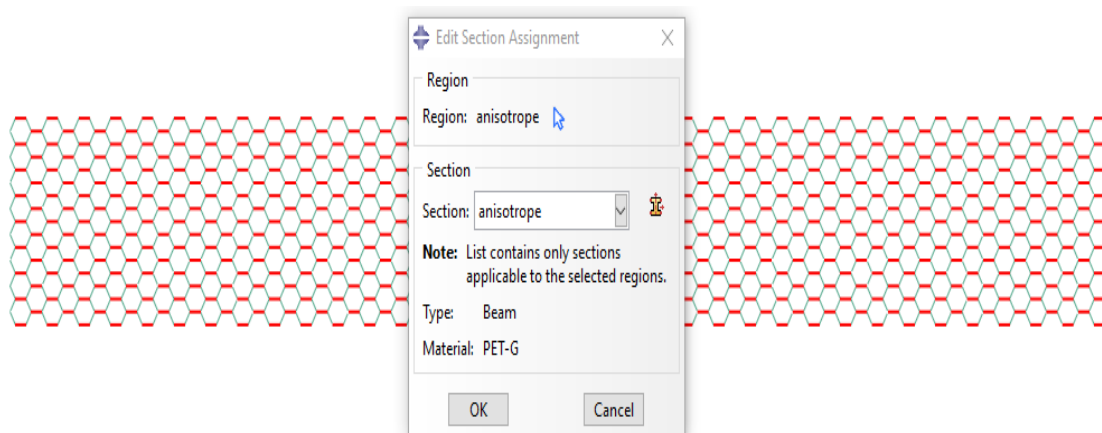 Edit Section Assignment
Region
Region: anisotrope
Section
Section: anisotrope
Note: List contains only sections
applicable to the selected regions.
Type: Beam
Material: PET-G
OK Cancel